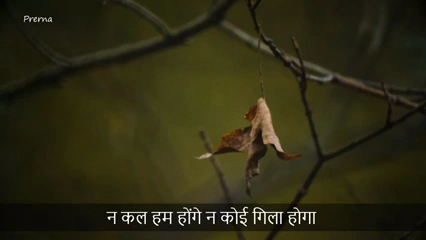 Prerna
न कल हम होंगे न कोई गिला होगा